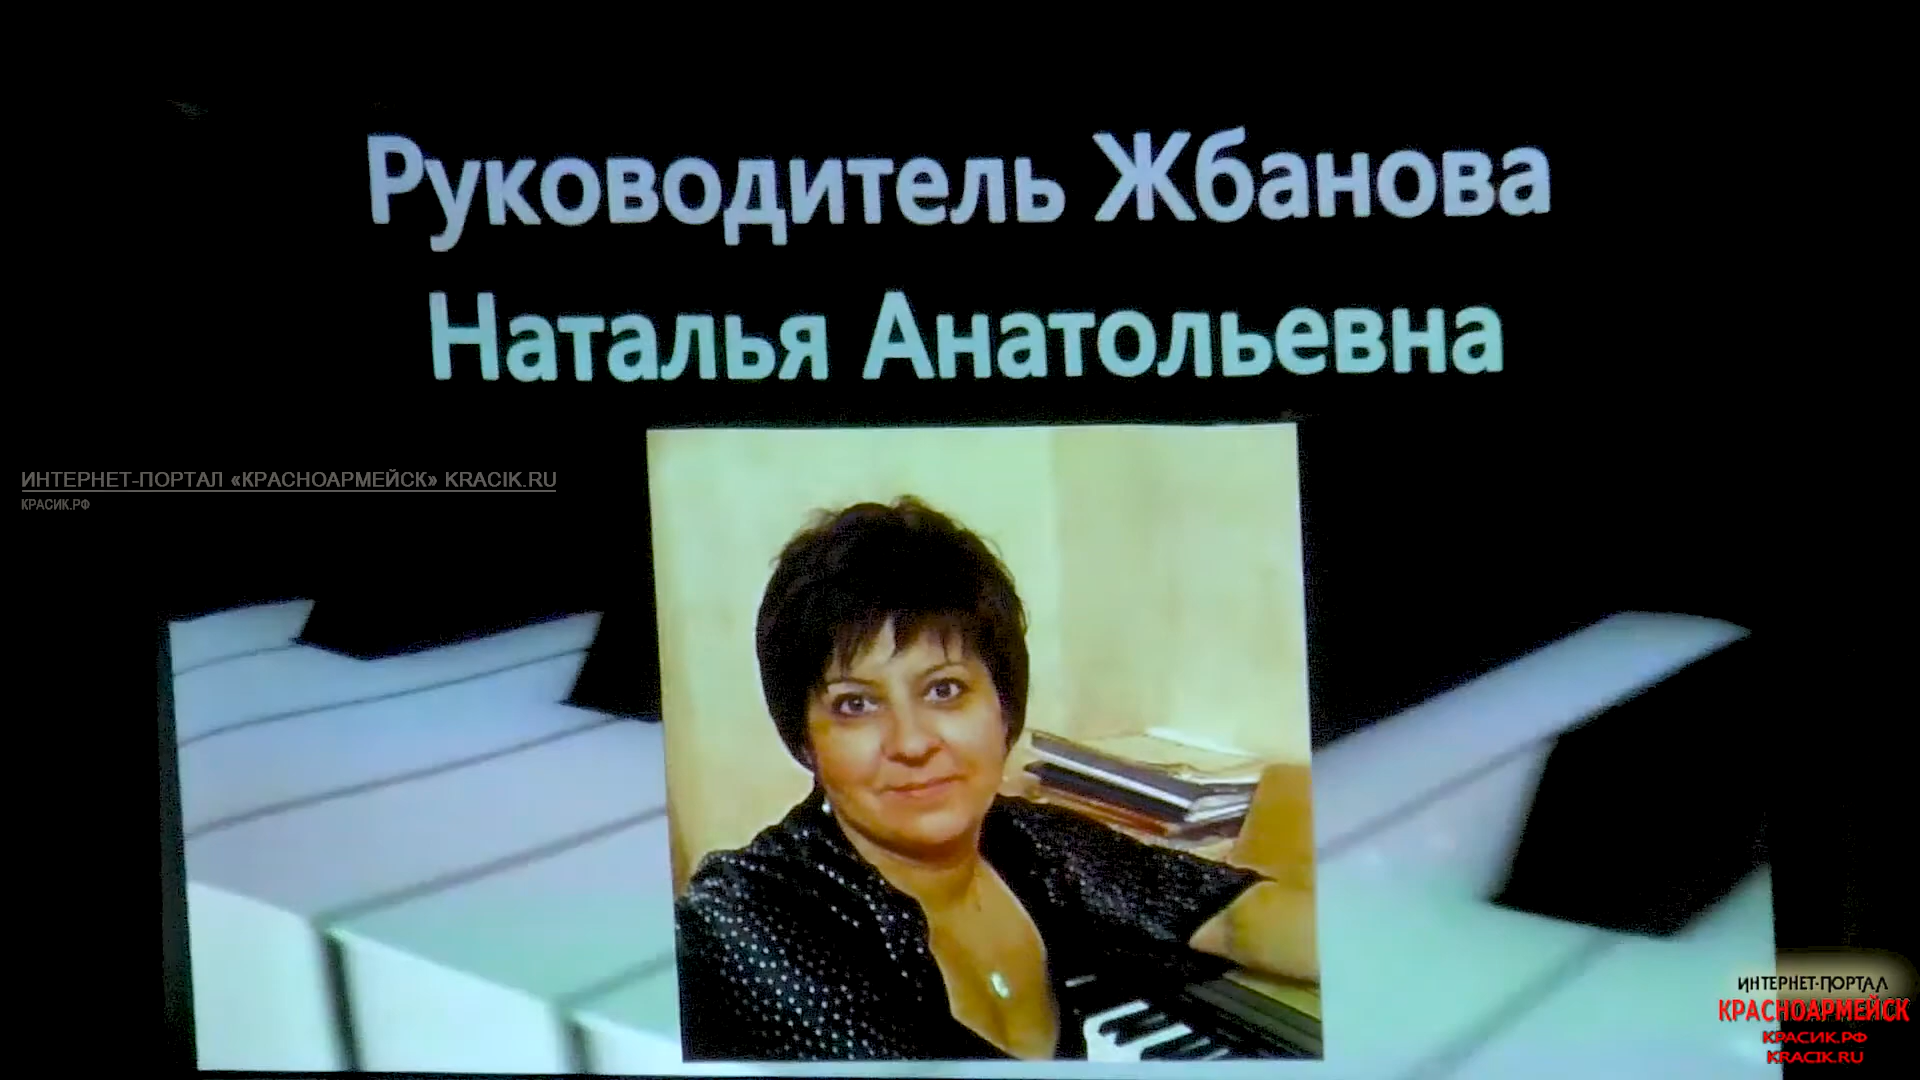 Руководитель Жбанова
Наталья Анатольевна
ИНТЕРНЕТ-ПОРТАЛ «КРАСНОАРМЕЙСК» KRACIK.RU
КРАСИК.РФ
ИНТЕРНЕТ-ПОРТАЛ
КРАСНОАРМЕЙСК
КРАСИК.РФ
KRACIK.RU